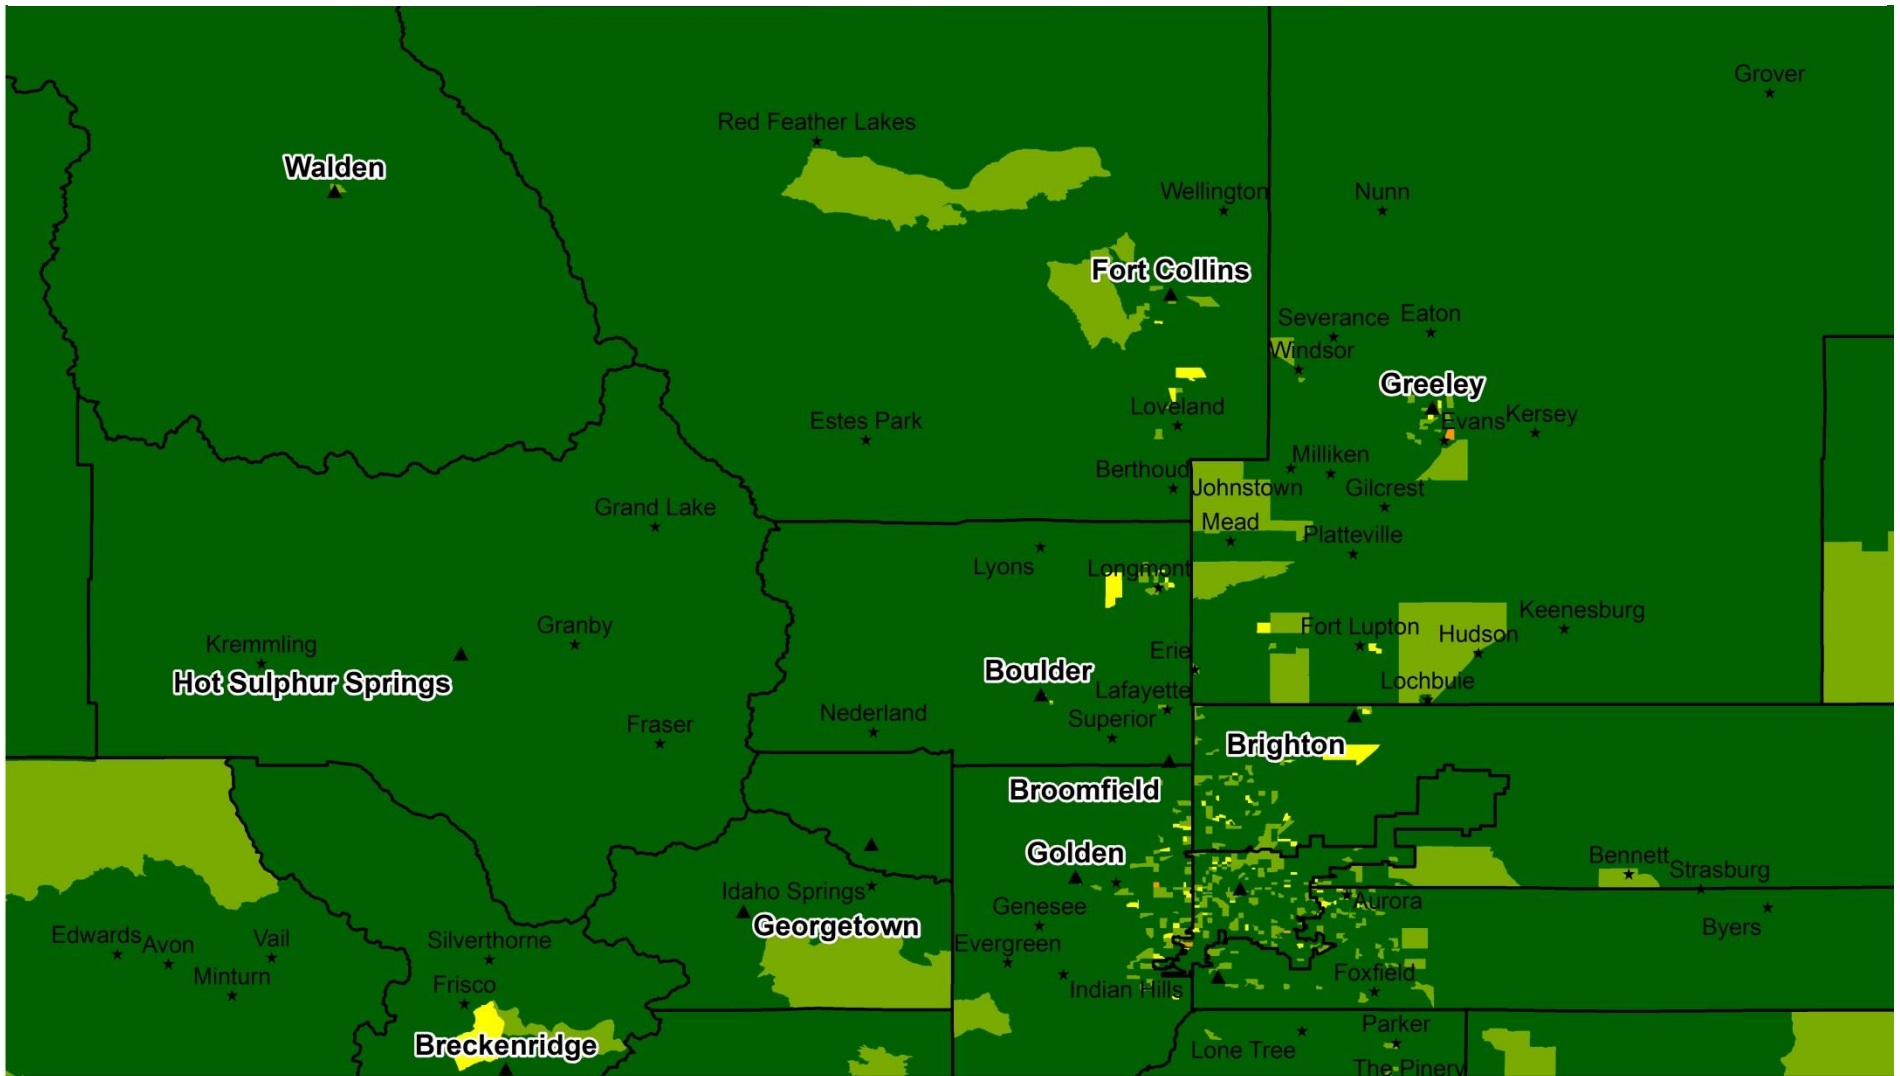 Grover
Red Feather Lakes
Walden
Wellington
Nunn
Fort Collins
Severance
Eaton
Windsor
Greeley
Loveland
Estes Park
Evans
Kersey
Milliken
Berthoud
Johnstown
Gilcrest
Grand Lake
Mead
Platteville
Lyons
Longmont
Keenesburg
Granby
Fort Lupton
Hudson
Kremmling
Erie
Boulder
Hot Sulphur Springs
Lochbuie
Lafayette
Nederland
Superior
Fraser
Brighton
Broomfield
Golden
Bennett
Strasburg
Idaho Springs
Aurora
Genesee
Georgetown
Byers
Edwards
Avon
Vail
Silverthorne
Evergreen
Minturn
Foxfield
Frisco
Indian Hills
Parker
Breckenridge
Lone Tree
The Pinery